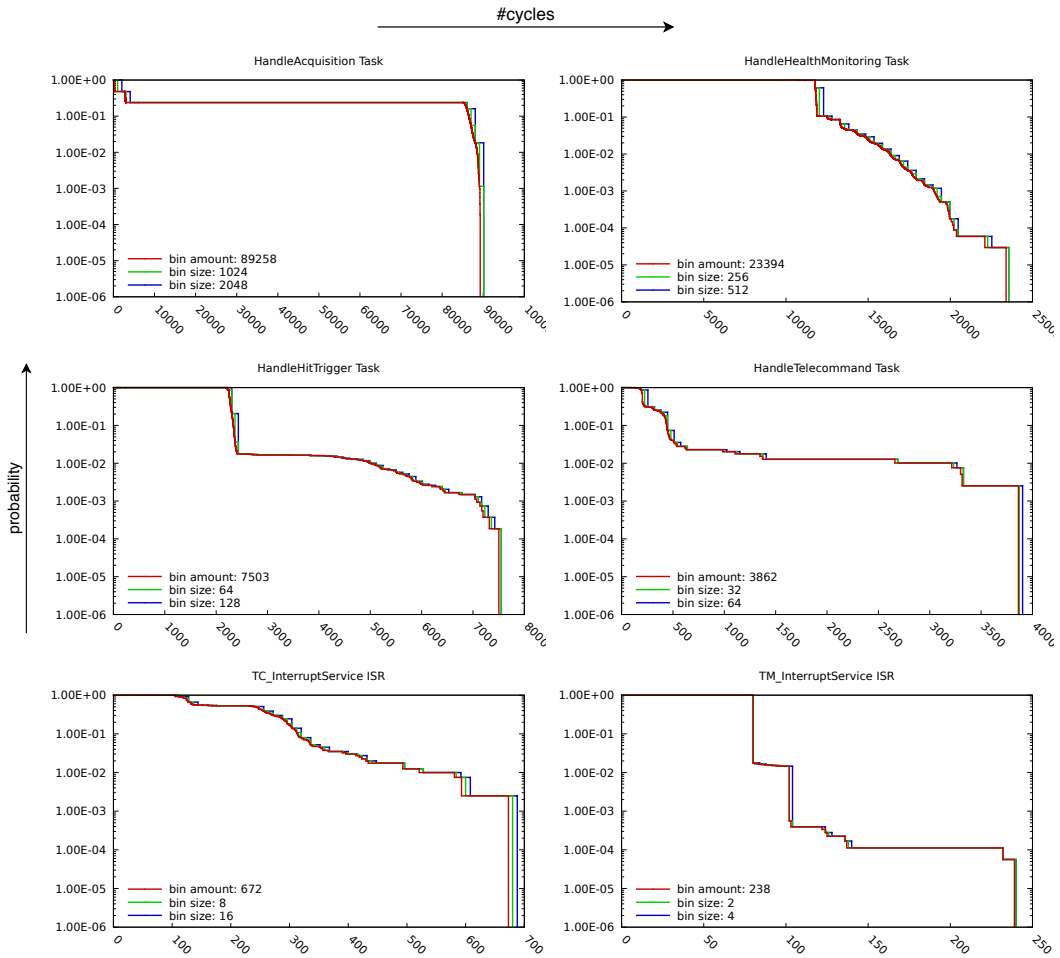 #cycles
HandleAcquisition Task
1.00E+00
1.00E-01
1.00E-02
1.00E-03
1.00E-04
1.00E-05
1.00E-06
bin amount: 89258
bin size: 1024
bin size: 2048
0
10000
20000
30000
40000
50000
60000
70000
80000
90000
10000
HandleHealthMonitoring Task
1.00E+00
1.00E-01
1.00E-02
1.00E-03
1.00E-04
1.00E-05
1.00E-06
bin amount: 23394
bin size: 256
bin size: 512
0
5000
10000
15000
20000
2500
probability
HandleHitTrigger Task
1.00E+00
1.00E-01
1.00E-02
1.00E-03
1.00E-04
1.00E-05
1.00E-06
bin amount: 7503
bin size: 64
bin size: 128
0
1000
2000
3000
4000
5000
6000
7000
8000
HandleTelecommand Task
1.00E+00
1.00E-01
1.00E-02
1.00E-03
1.00E-04
1.00E-05
1.00E-06
bin amount: 3862
bin size: 32
bin size: 64
0
500
1000
1500
2000
2500
3000
3500
4000
TC_InterruptService ISR
1.00E+00
1.00E-01
1.00E-02
1.00E-03
1.00E-04
1.00E-05
1.00E-06
bin amount: 672
bin size: 8
bin size: 16
0
100
200
300
400
500
600
700
TM_InterruptService ISR
1.00E+00
1.00E-01
1.00E-02
1.00E-03
1.00E-04
1.00E-05
1.00E-06
bin amount: 238
bin size: 2
bin size: 4
0
50
100
150
200
250